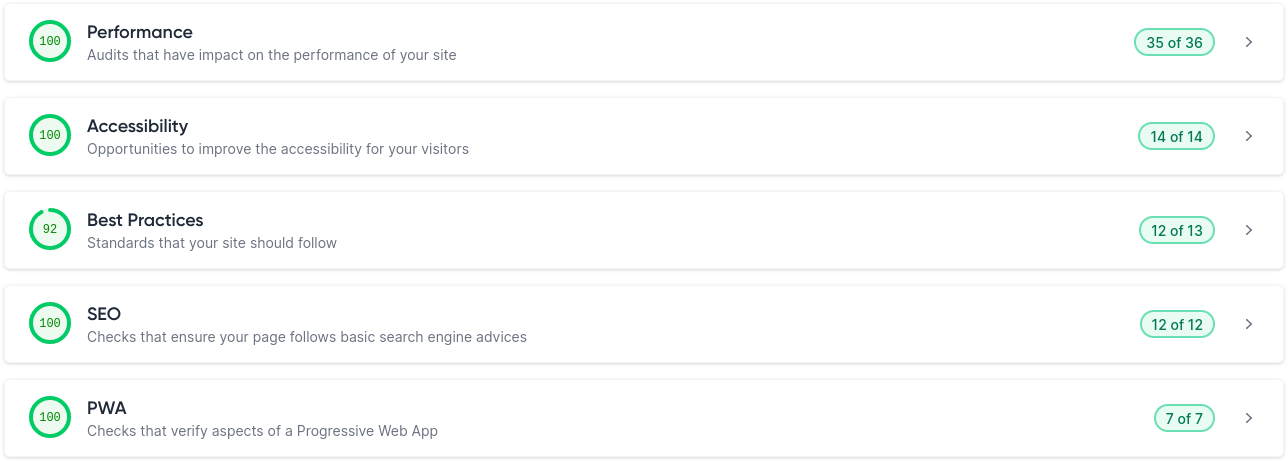 100
Performance
Audits that have impact on the performance of your site
35 of 36
100
Accessibility
Opportunities to improve the accessibility for your visitors
14 of 14
92
Best Practices
Standards that your site should follow
12 of 13
100
SEO
Checks that ensure your page follows basic search engine advices
12 of 12
100
PWA
Checks that verify aspects of a Progressive Web App
7 of 7